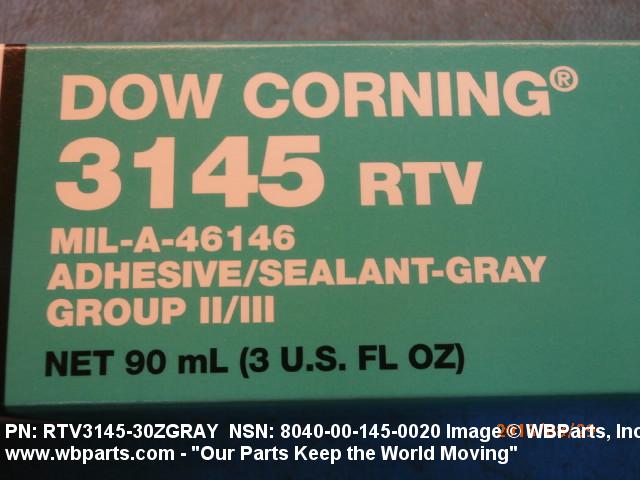 DOW CORNING®
3145 RTV
MIL-A-46146
ADHESIVE/SEALANT-GRAY
GROUP II/III
NET 90 mL (3 U.S. FL OZ)
PN: RTV3145-30ZGRAY NSN: 8040-00-145-0020 Image © WBParts, Inc
www.wbparts.com - "Our Parts Keep the World Moving"